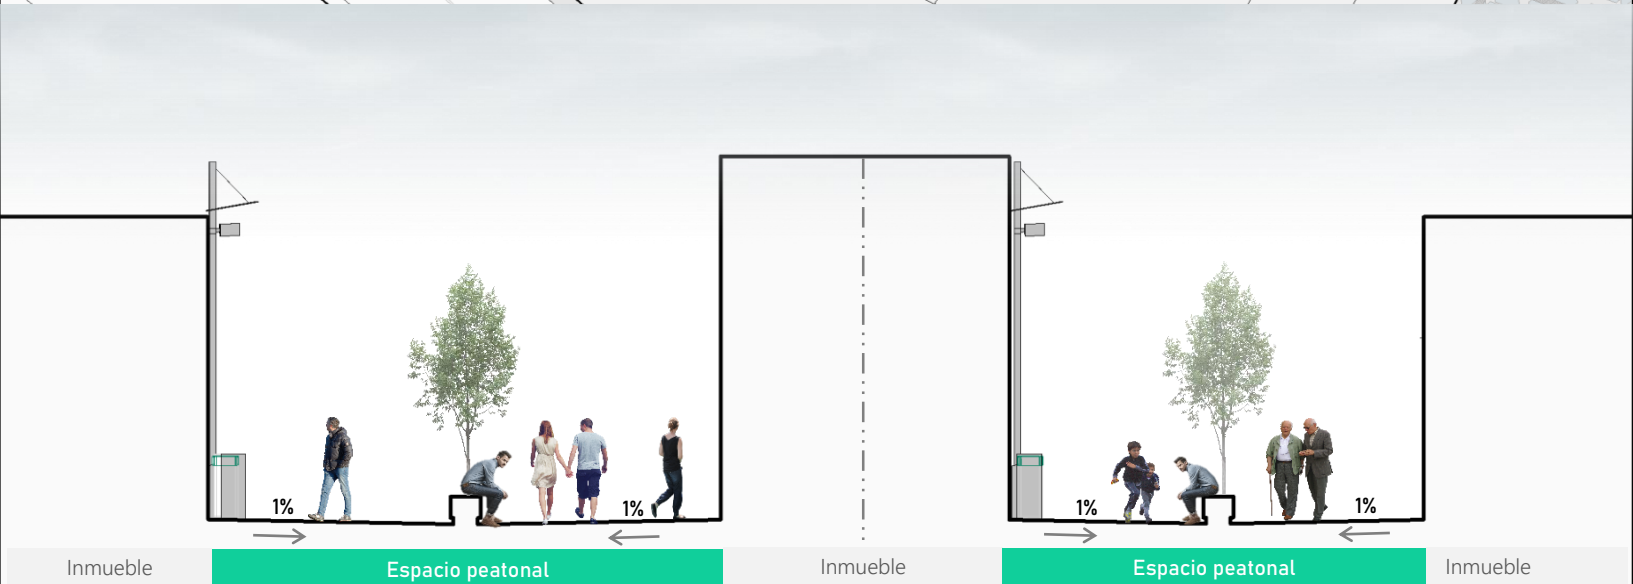 1%
1%
1%
1%
Inmueble
Espacio peatonal
Inmueble
Espacio peatonal
Inmueble